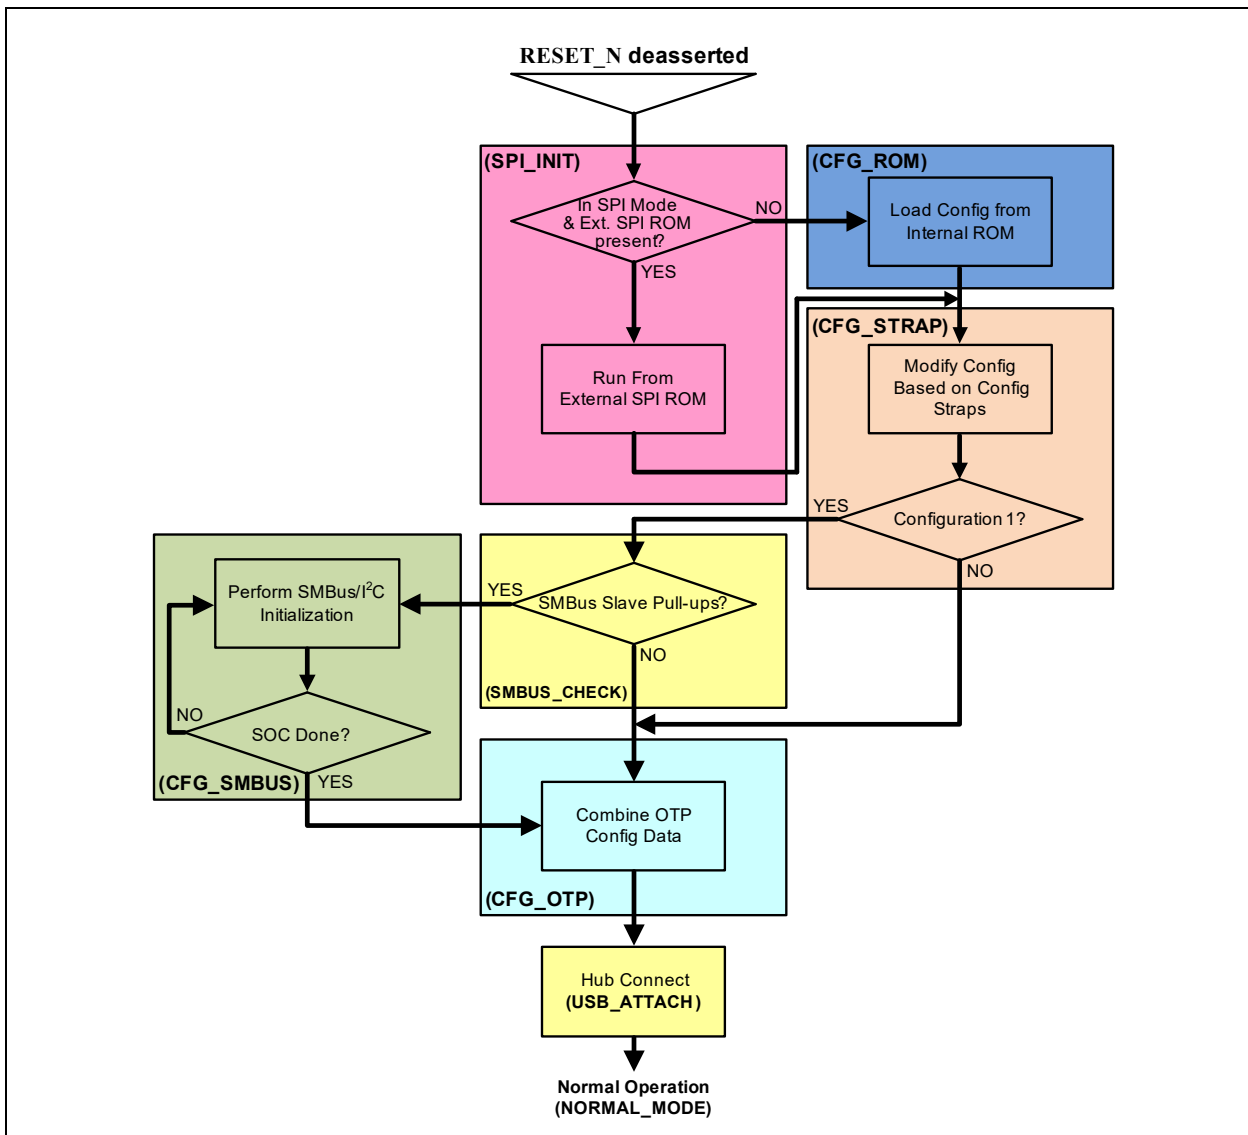 RESET_N deasserted
(SPI_INIT)
In SPI Mode
& Ext. SPI ROM
present?
NO
YES
Run From
External SPI ROM
(CFG_ROM)
Load Config from
Internal ROM
(CFG_STRAP)
Modify Config
Based on Config
Straps
Configuration 1?
YES
NO
SMBus Slave Pull-ups?
YES
NO
(SMBUS_CHECK)
Perform SMBus/I²C
Initialization
SOC Done?
NO
YES
(CFG_SMBUS)
Combine OTP
Config Data
(CFG_OTP)
Hub Connect
(USB_ATTACH)
Normal Operation
(NORMAL_MODE)